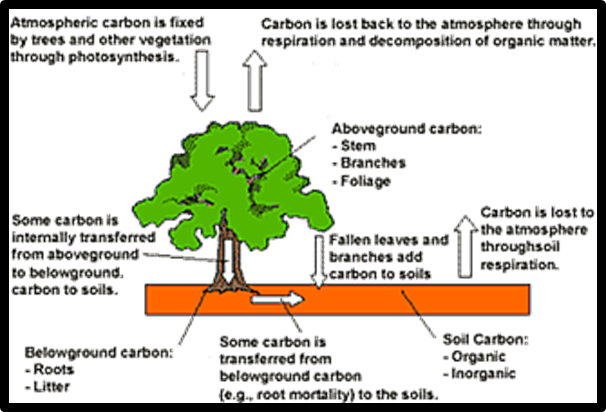 Atmospheric carbon is fixed
by trees and other vegetation
through photosynthesis.
Carbon is lost back to the atmosphere through
respiration and decomposition of organic matter.
Aboveground carbon:
- Stem
- Branches
- Foliage
Some carbon is
internally transferred
from aboveground
to belowground
carbon to soils.
Fallen leaves and
branches add
carbon to soils
Carbon is lost to
the atmosphere
throughsoil
respiration.
Belowground carbon:
- Roots
- Litter
Some carbon is
transferred from
belowground carbon
(e.g., root mortality) to the soils.
Soil Carbon:
- Organic
- Inorganic